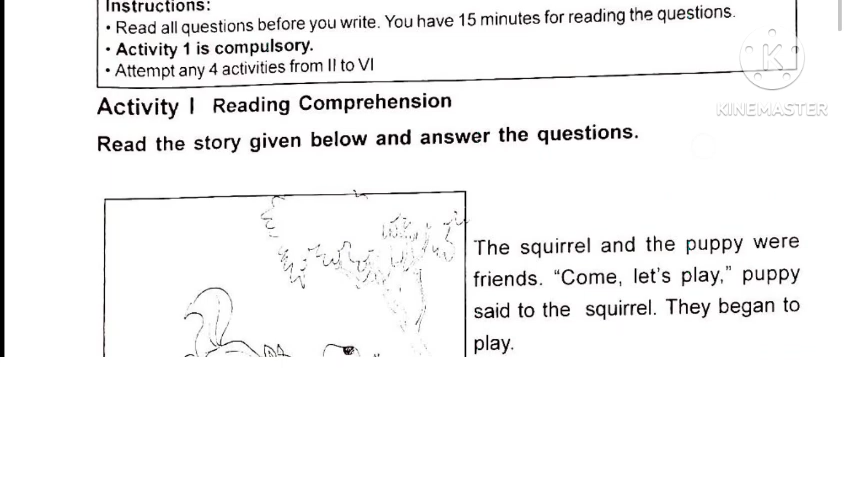 Instructions:
• Read all questions before you write. You have 15 minutes for reading the questions.
• Activity 1 is compulsory.
• Attempt any 4 activities from II to VI
K
KINEMASTER
Activity I Reading Comprehension
Read the story given below and answer the questions.
The squirrel and the puppy were
friends. “Come, let’s play,” puppy
said to the squirrel. They began to
play.